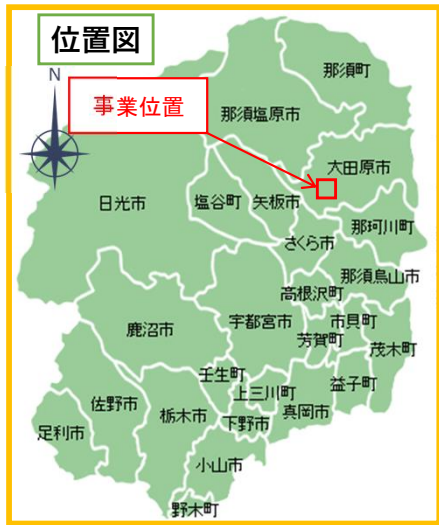 位置図
N
事業位置
那須町
那須塩原市
大田原市
日光市
塩谷町
矢板市
那珂川町
さくら市
那須烏山市
高根沢町
宇都宮市
市貝町
鹿沼市
芳賀町
茂木町
壬生町
上三川町
益子町
佐野市
栃木市
真岡市
下野市
足利市
小山市
野木町